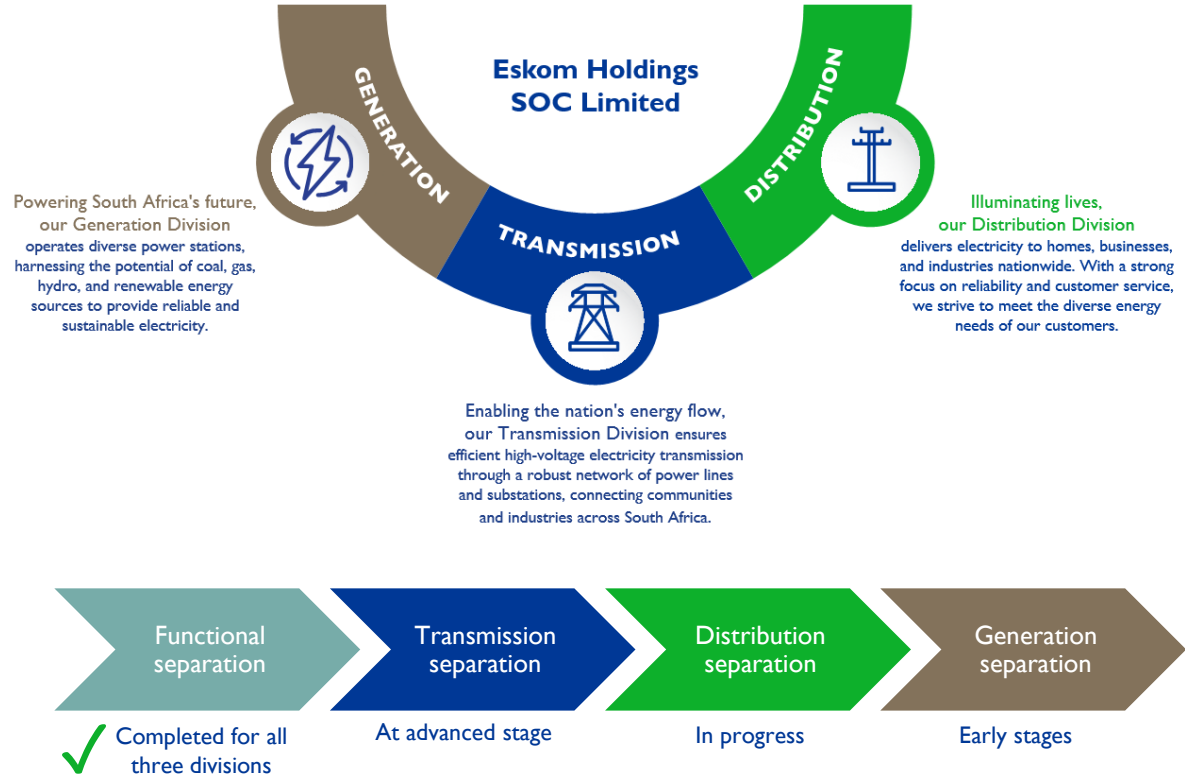 Eskom Holdings
SOC Limited
GENERATION
TRANSMISSION
DISTRIBUTION
Powering South Africa's future,
our Generation Division
operates diverse power stations,
harnessing the potential of coal, gas,
hydro, and renewable energy
sources to provide reliable and
sustainable electricity.
Enabling the nation's energy flow,
our Transmission Division ensures
efficient high-voltage electricity transmission
through a robust network of power lines
and substations, connecting communities
and industries across South Africa.
Illuminating lives,
our Distribution Division
delivers electricity to homes, businesses,
and industries nationwide. With a strong
focus on reliability and customer service,
we strive to meet the diverse energy
needs of our customers.
Functional
separation
Completed for all
three divisions
Transmission
separation
At advanced stage
Distribution
separation
In progress
Generation
separation
Early stages